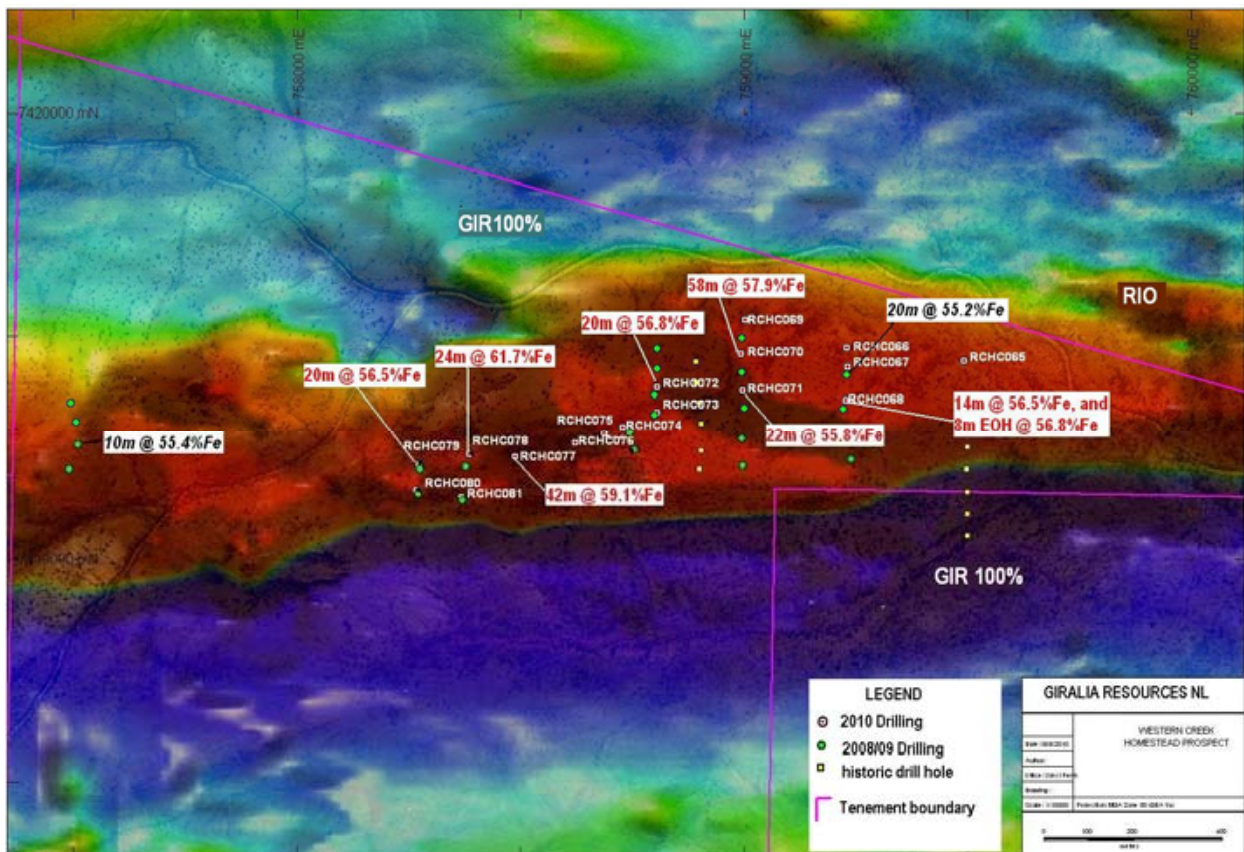 758000 mE
759000 mE
760000 mE
7420000 mN
GIR100%
58m @ 57.9%Fe
RIO
RCHC069
20m @ 55.2%Fe
20m @ 56.8%Fe
RCHC066
24m @ 61.7%Fe
RCHC070
RCHC067
RCHC065
20m @ 56.5%Fe
RCHC072
RCHC071
RCHC068
RCHC073
14m @ 56.5%Fe, and
8m EOH @ 56.8%Fe
RCHC075
RCHC074
22m @ 55.8%Fe
10m @ 55.4%Fe
RCHC079
RCHC078
RCHC076
RCHC077
RCHC080
RCHC081
42m @ 59.1%Fe
GIR 100%
LEGEND
2010 Drilling
2008/09 Drilling
historic drill hole
Tenement boundary
GIRALIA RESOURCES NL
WESTERN CREEK
HOMESTEAD PROSPECT